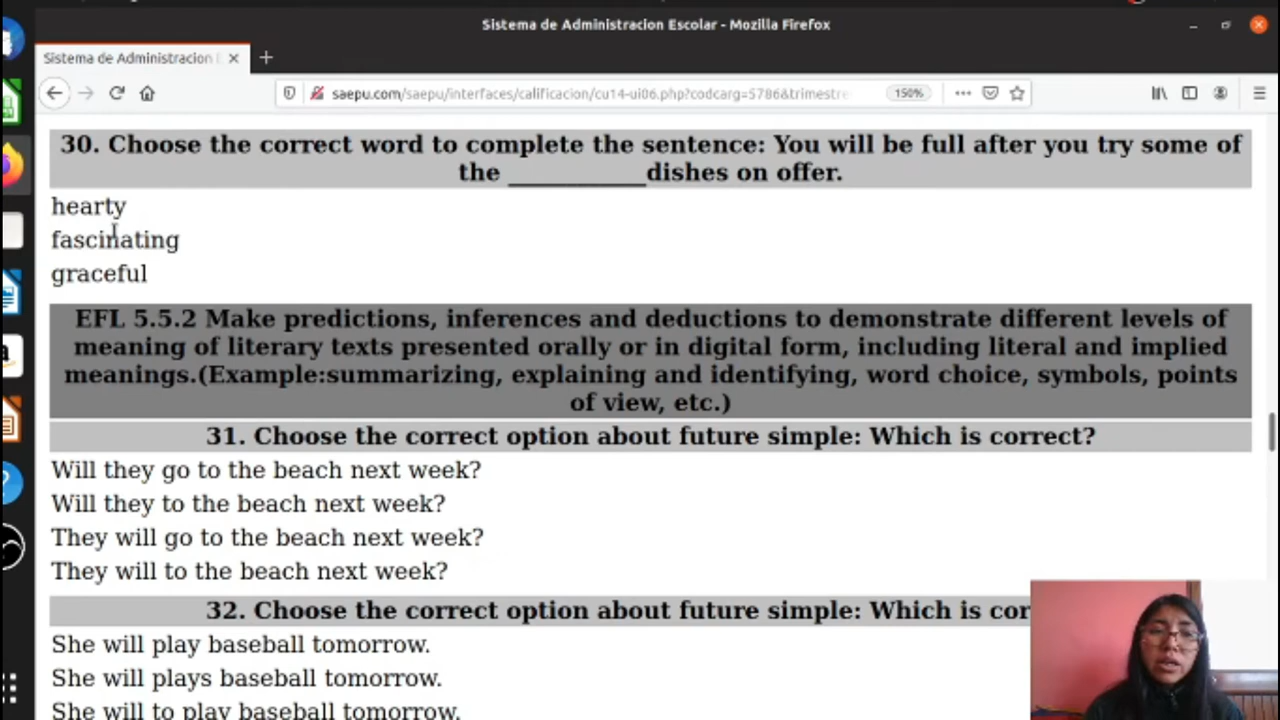 Sistema de Administracion Escolar - Mozilla Firefox
Sistema de Administracion
saepu.com/saepu/interfaces/calificacion/cu14-ui06.php?codcarg=5786&trimestre
150%
30. Choose the correct word to complete the sentence: You will be full after you try some of
the ____________dishes on offer.
hearty
fascinating
graceful
EFL 5.5.2 Make predictions, inferences and deductions to demonstrate different levels of
meaning of literary texts presented orally or in digital form, including literal and implied
meanings.(Example:summarizing, explaining and identifying, word choice, symbols, points
of view, etc.)
31. Choose the correct option about future simple: Which is correct?
Will they go to the beach next week?
Will they to the beach next week?
They will go to the beach next week?
They will to the beach next week?
32. Choose the correct option about future simple: Which is cor
She will play baseball tomorrow.
She will plays baseball tomorrow.
She will to play baseball tomorrow.